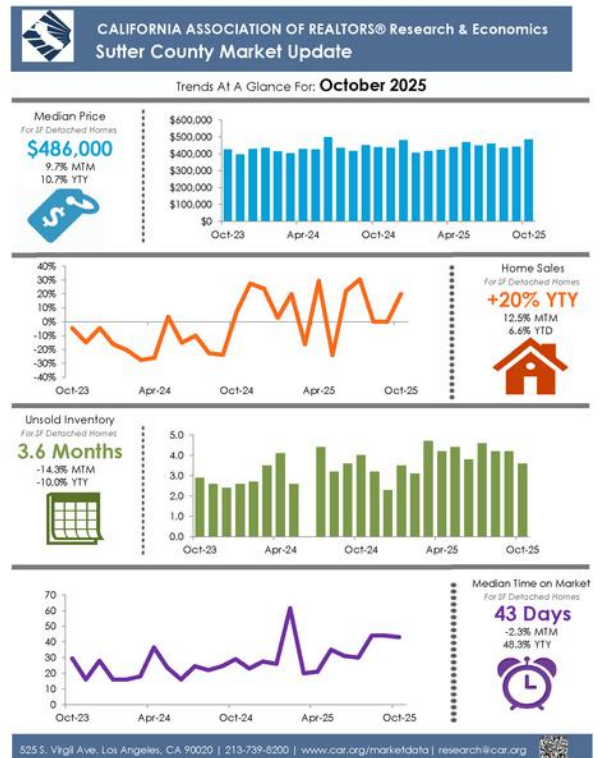 CALIFORNIA ASSOCIATION OF REALTORS® Research & Economics
Sutter County Market Update
Trends At A Glance For: October 2025
Median Price
For SF Detached Homes
$486,000
9.7% MTM
10.7% YTY
$
$600,000
$500,000
$400,000
$300,000
$200,000
$100,000
$0
Oct-23 Apr-24 Oct-24 Apr-25 Oct-25
40%
30%
20%
10%
0%
-10%
-20%
-30%
-40%
Oct-23 Apr-24 Oct-24 Apr-25 Oct-25
Home Sales
For SF Detached Homes
+20% YTY
12.5% MTM
6.6% YTD
Unsold Inventory
For SF Detached Homes
3.6 Months
-14.3% MTM
-10.0% YTY
5.0
4.0
3.0
2.0
1.0
0.0
Oct-23 Apr-24 Oct-24 Apr-25 Oct-25
70
60
50
40
30
20
10
0
Oct-23 Apr-24 Oct-24 Apr-25 Oct-25
Median Time on Market
For SF Detached Homes
43 Days
-2.3% MTM
48.3% YTY
525 S. Virgil Ave. Los Angeles, CA 90020 | 213-739-8200 | www.car.org/marketdata | research@car.org